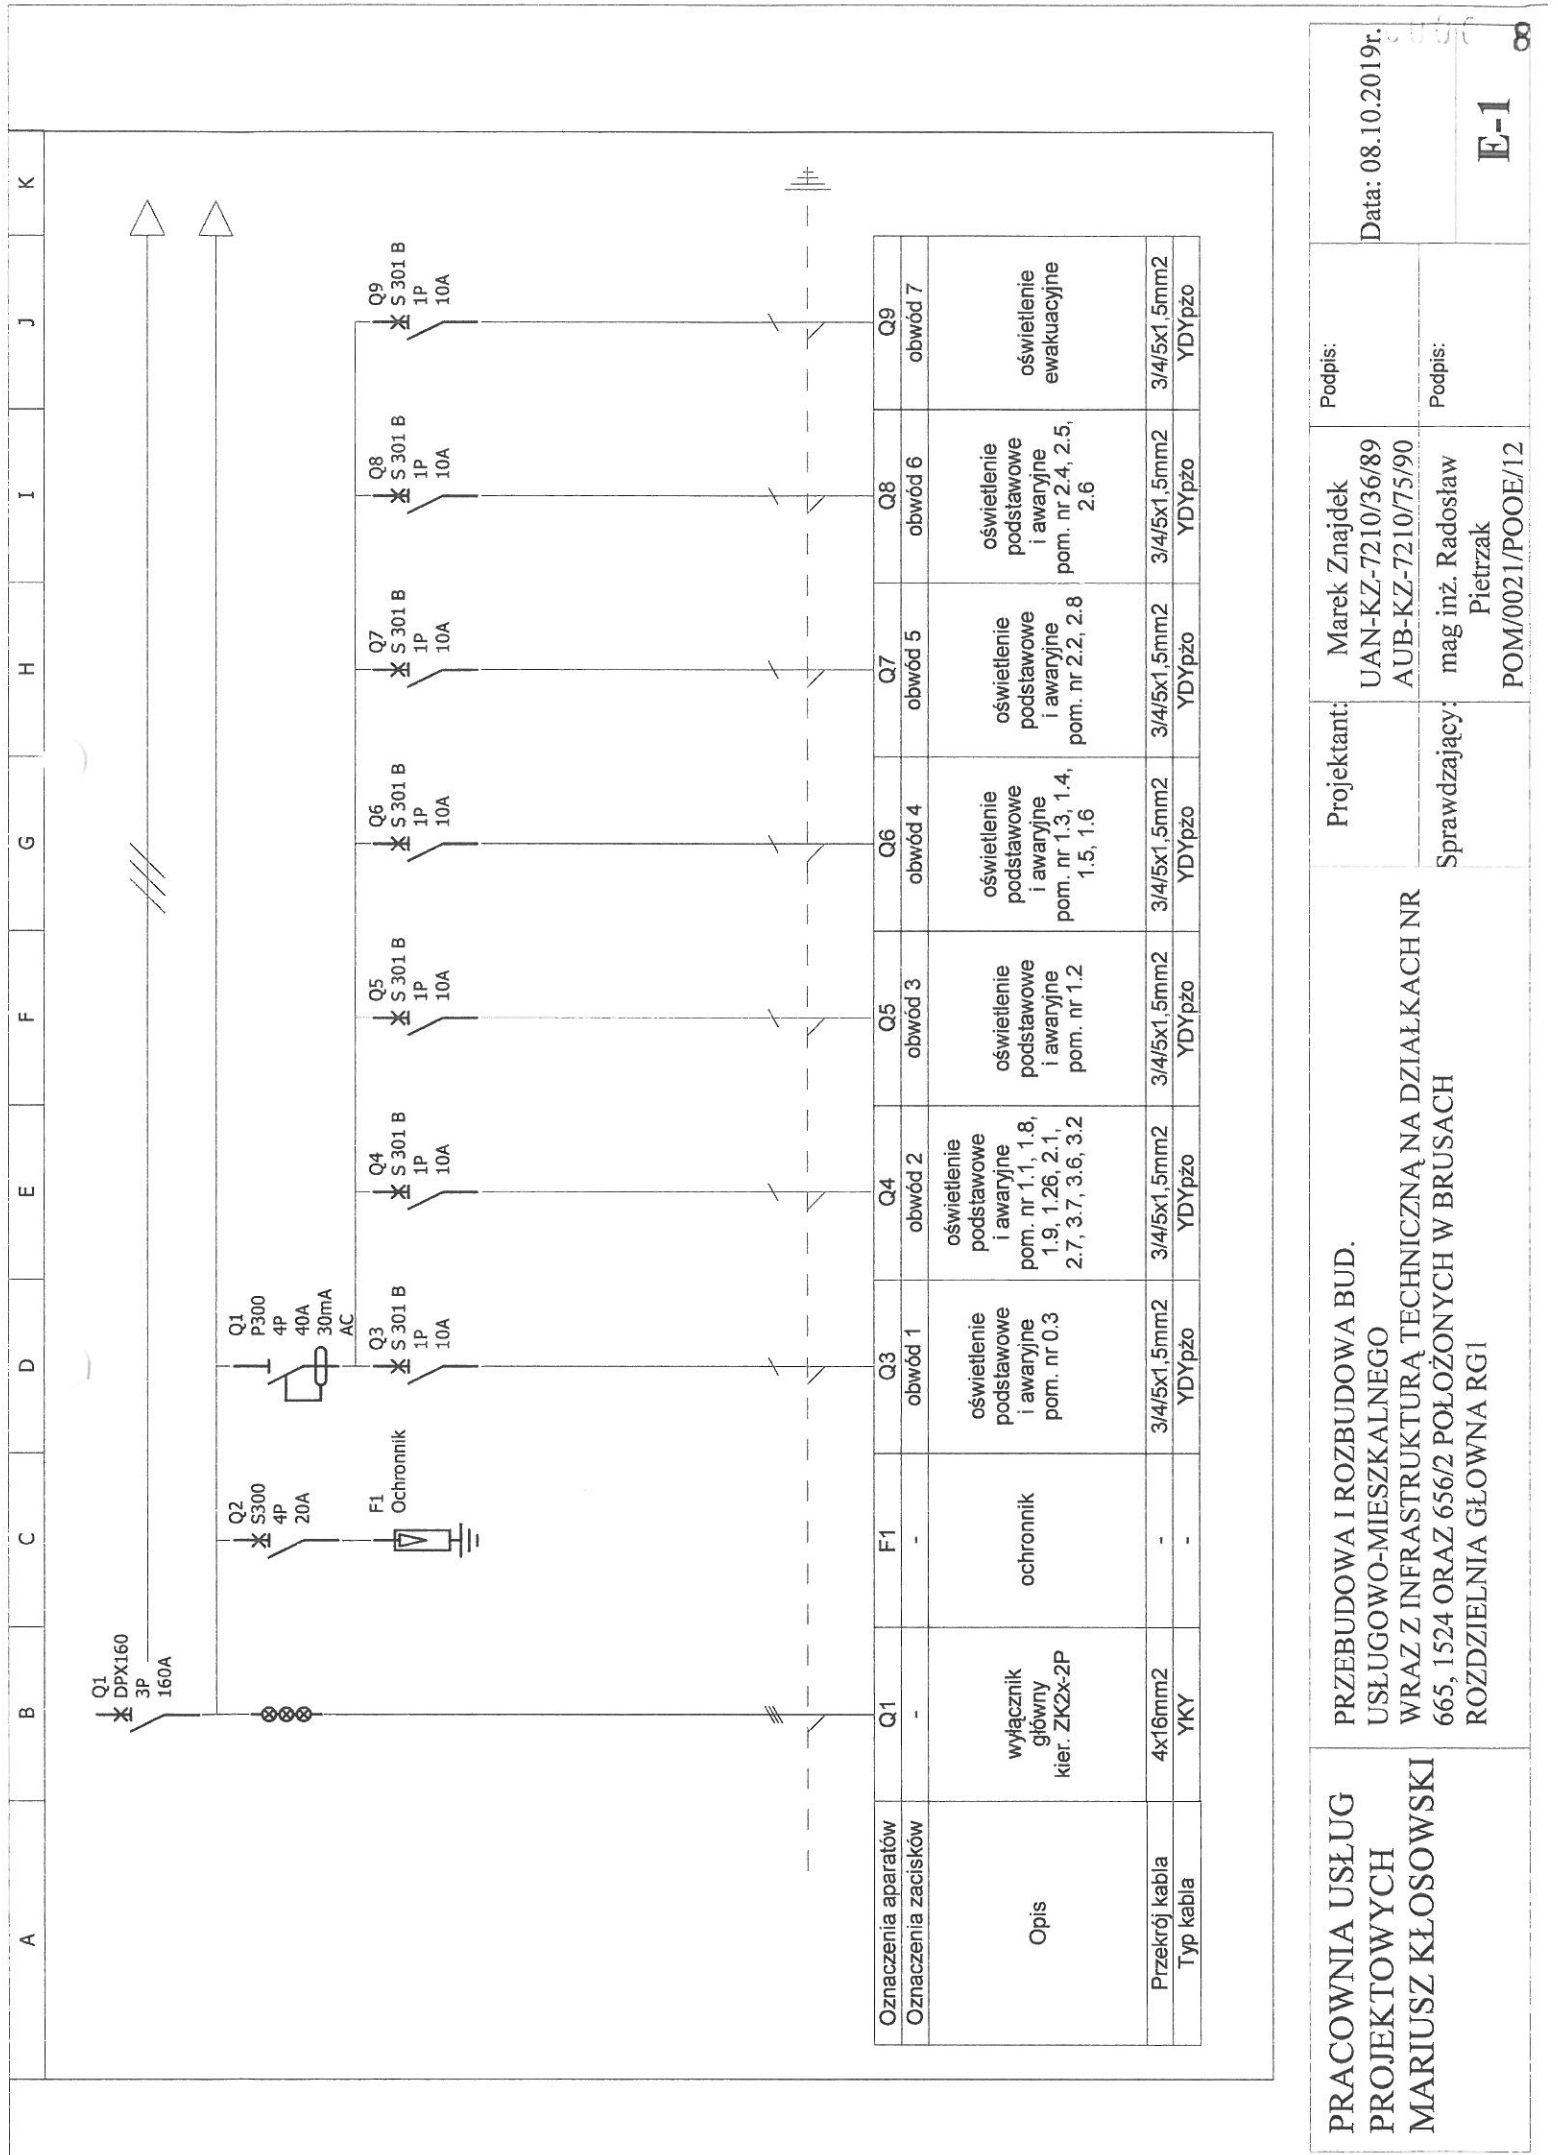 A
B
C
D
E
F
G
H
I
J
K
Q1
DPX160
3P
160A
Q2
S300
4P
20A
F1
Ochronnik
Q1
P300
4P
40A
30mA
AC
Q3
S 301 B
1P
10A
Q4
S 301 B
1P
10A
Q5
S 301 B
1P
10A
Q6
S 301 B
1P
10A
Q7
S 301 B
1P
10A
Q8
S 301 B
1P
10A
Q9
S 301 B
1P
10A
Oznaczenia aparatów
Q1
F1
Q3
Q4
Q5
Q6
Q7
Q8
Q9
Oznaczenia zacisków
-
-
obwód 1
obwód 2
obwód 3
obwód 4
obwód 5
obwód 6
obwód 7
Opis
wyłącznik
główny
kier. ZK2x-2P
ochronnik
oświetlenie
podstawowe
i awaryjne
pom. nr 0.3
oświetlenie
podstawowe
i awaryjne
pom. nr 1.1, 1.8,
1.9, 1.26, 2.1,
2.7, 3.7, 3.6, 3.2
oświetlenie
podstawowe
i awaryjne
pom. nr 1.2
oświetlenie
podstawowe
i awaryjne
pom. nr 1.3, 1.4,
1.5, 1.6
oświetlenie
podstawowe
i awaryjne
pom. nr 2.2, 2.8
oświetlenie
podstawowe
i awaryjne
pom. nr 2.4, 2.5,
2.6
oświetlenie
ewakuacyjne
Przekrój kabla
4x16mm2
-
3/4/5x1,5mm2
3/4/5x1,5mm2
3/4/5x1,5mm2
3/4/5x1,5mm2
3/4/5x1,5mm2
3/4/5x1,5mm2
3/4/5x1,5mm2
Typ kabla
YKY
-
YDYpżo
YDYpżo
YDYpżo
YDYpżo
YDYpżo
YDYpżo
YDYpżo
PRACOWNIA USŁUG
PROJEKTOWYCH
MARIUSZ KŁOSOWSKI
PRZEBUDOWA I ROZBUDOWA BUD.
USŁUGOWO-MIESZKALNEGO
WRAZ Z INFRASTRUKTURĄ TECHNICZNĄ NA DZIAŁKACH NR
665, 1524 ORAZ 656/2 POŁOŻONYCH W BRUSACH
ROZDZIELNIA GŁOWNA RG1
Projektant:
Marek Znajdek
UAN-KZ-7210/36/89
AUB-KZ-7210/75/90
Podpis:
Data: 08.10.2019r.
Sprawdzający:
mag inż. Radosław
Pietrzak
POM/0021/POOE/12
Podpis:
E-1
8